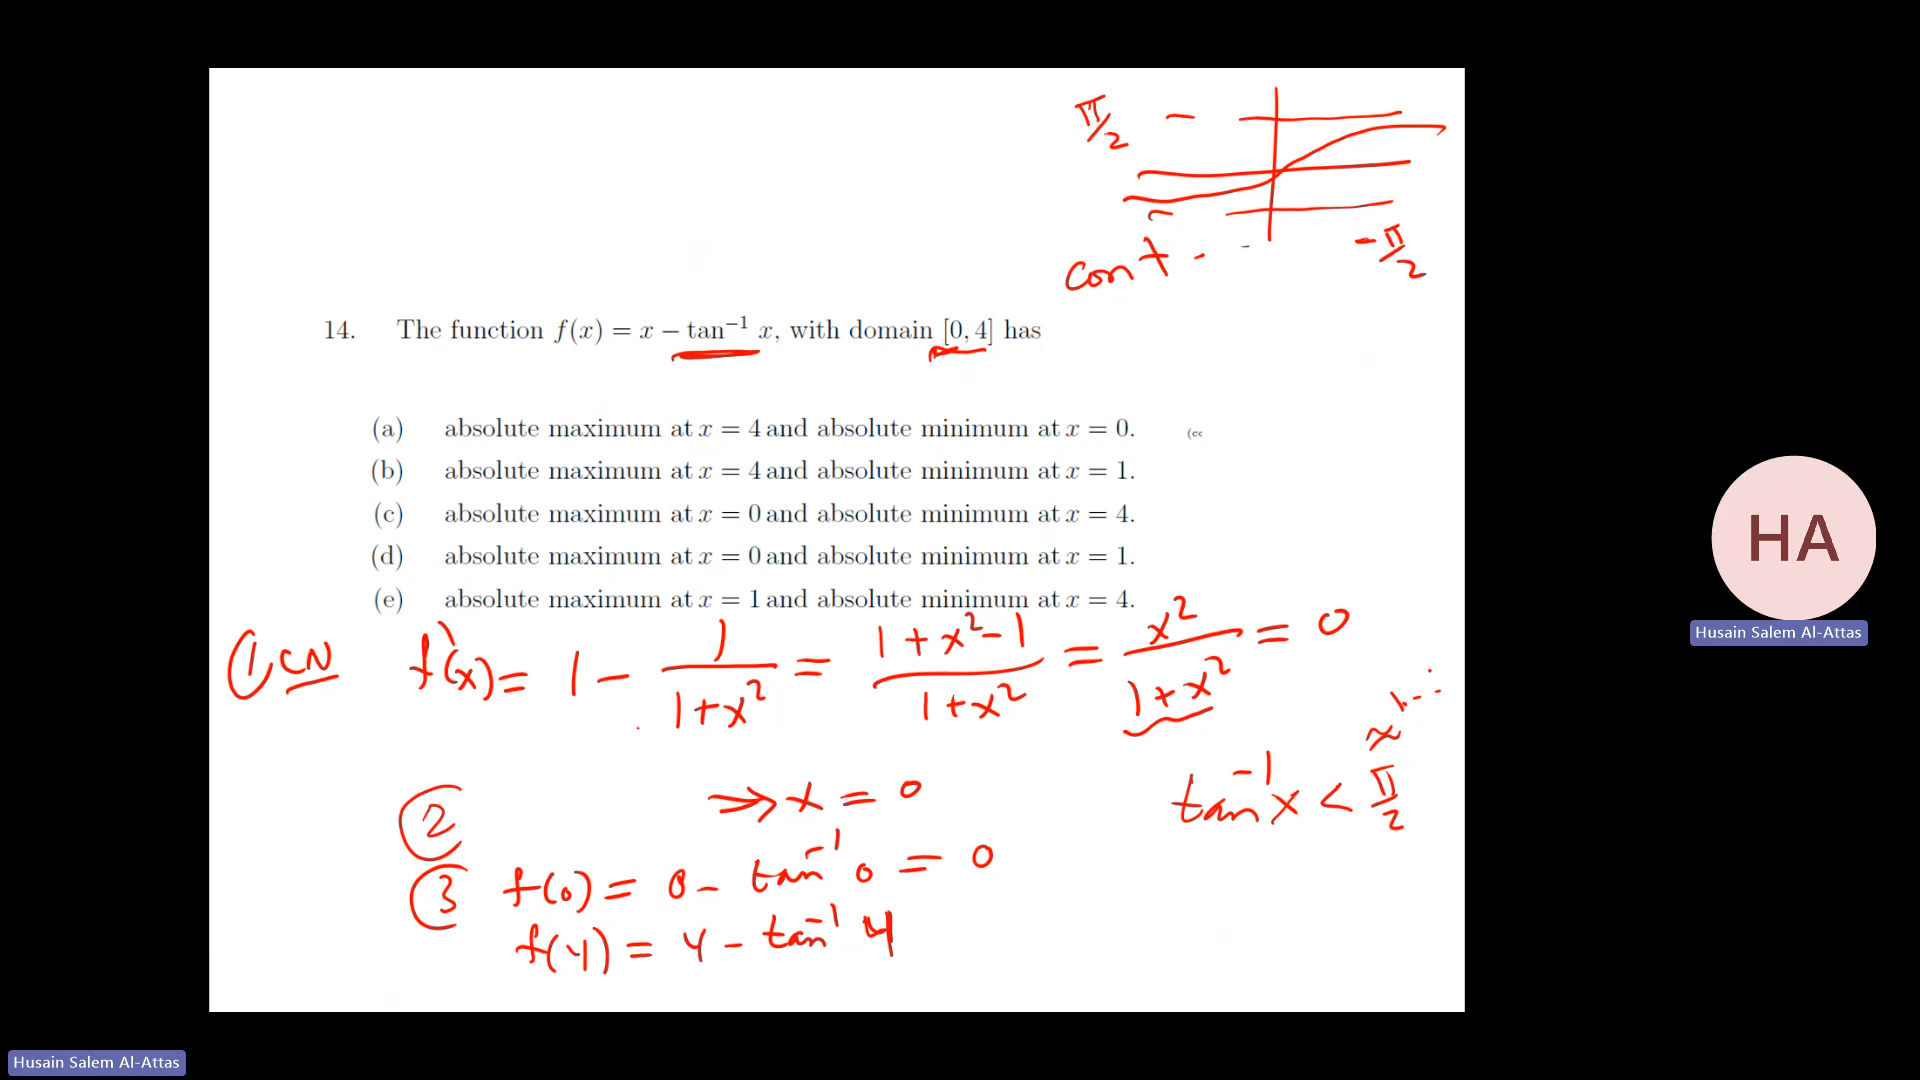 π/2 –
cont. - -π/2
14. The function f(x) = x − tan⁻¹ x, with domain [0, 4] has
(a) absolute maximum at x = 4 and absolute minimum at x = 0. (cc
(b) absolute maximum at x = 4 and absolute minimum at x = 1.
(c) absolute maximum at x = 0 and absolute minimum at x = 4.
(d) absolute maximum at x = 0 and absolute minimum at x = 1.
(e) absolute maximum at x = 1 and absolute minimum at x = 4.
① CN f'(x) = 1 - 1/(1+x²) = (1+x²-1)/(1+x²) = x²/(1+x²) = 0
② ⇒ x = 0
tan⁻¹x < π/2 ≈ 1. - -
③ f(0) = 0 - tan⁻¹ 0 = 0
f(4) = 4 - tan⁻¹ 4
HA
Husain Salem Al-Attas
Husain Salem Al-Attas